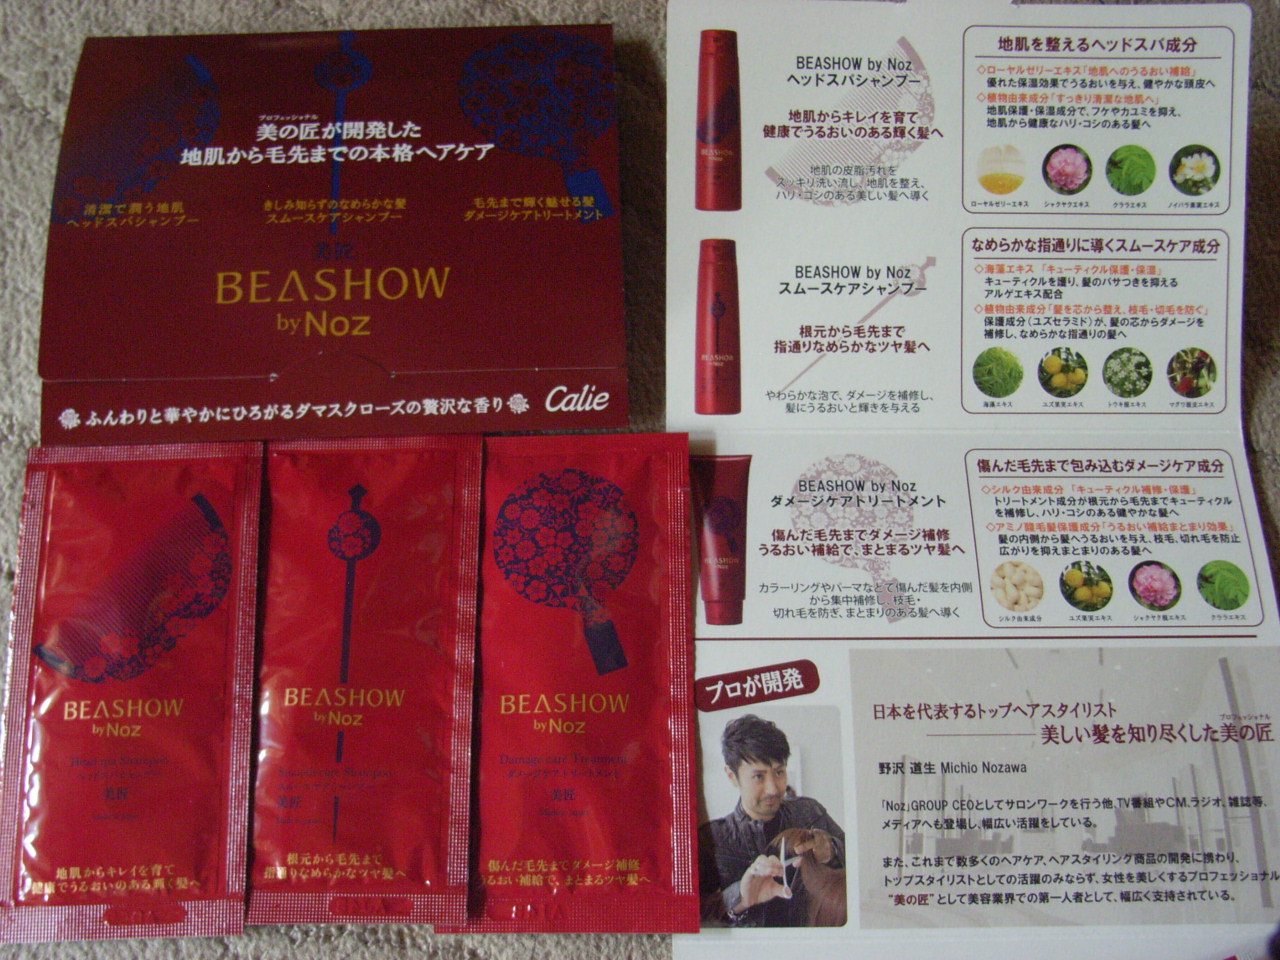 プロフェッショナル
美の匠が開発した
地肌から毛先までの本格ヘアケア
清潔で潤う地肌
ヘッドスパシャンプー
きしみ知らずのなめらかな髪
スムースケアシャンプー
毛先まで輝く魅せる髪
ダメージケアトリートメント
美匠
BEASHOW
by Noz
ふんわりと華やかにひろがるダマスクローズの贅沢な香り
Calie
BEASHOW
by Noz
Head spa Shampoo
ヘッドスパシャンプー
美匠
地肌からキレイを育て
健康でうるおいのある輝く髪へ
BEASHOW
by Noz
Smooth care Shampoo
スムースケアシャンプー
美匠
根元から毛先まで
指通りなめらかなツヤ髪へ
BEASHOW
by Noz
Damage care Treatment
ダメージケアトリートメント
美匠
傷んだ毛先までダメージ補修
うるおい補給で、まとまるツヤ髪へ
BEASHOW
BEASHOW by Noz
ヘッドスパシャンプー
地肌からキレイを育て
健康でうるおいのある輝く髪へ
地肌の皮脂汚れを
スッキリ洗い流し、地肌を整え、
ハリ・コシのある美しい髪へ導く
地肌を整えるヘッドスパ成分
◇ローヤルゼリーエキス「地肌へのうるおい補給」
優れた保湿効果でうるおいを与え、健やかな頭皮へ
◇植物由来成分「すっきり清潔な地肌へ」
地肌保護・保湿成分で、フケやカユミを抑え、
地肌から健康なハリ・コシのある髪へ
ローヤルゼリーエキス
シャクヤクエキス
クララエキス
ノイバラ果実エキス
BEASHOW
BEASHOW by Noz
スムースケアシャンプー
根元から毛先まで
指通りなめらかなツヤ髪へ
やわらかな泡で、ダメージを補修し、
髪にうるおいと輝きを与える
なめらかな指通りに導くスムースケア成分
◇海藻エキス「キューティクル保護・保湿」
キューティクルを護り、髪のパサつきを抑える
アルゲエキス配合
◇植物由来成分「髪を芯から整え、枝毛・切毛を防ぐ」
保護成分(ユズセラミド)が、髪の芯からダメージを
補修し、なめらかな指通りの髪へ
海藻エキス
ユズ果実エキス
トウキ根エキス
マグワ根皮エキス
BEASHOW
BEASHOW by Noz
ダメージケアトリートメント
傷んだ毛先までダメージ補修
うるおい補給で、まとまるツヤ髪へ
カラーリングやパーマなどで傷んだ髪を内側
から集中補修し、枝毛・
切れ毛を防ぎ、まとまりのある髪へ導く
傷んだ毛先まで包み込むダメージケア成分
◇シルク由来成分「キューティクル補修・保護」
トリートメント成分が根元から毛先までキューティクル
を補修し、ハリ・コシのある健やかな髪へ
◇アミノ酸毛髪保護成分「うるおい補給まとまり効果」
髪の内側から髪へうるおいを与え、枝毛、切れ毛を防止
広がりを抑えまとまりのある髪へ
シルク由来成分
ユズ果実エキス
シャクヤク根エキス
クララエキス
プロが開発
日本を代表するトップヘアスタイリスト
プロフェッショナル
美しい髪を知り尽くした美の匠
野沢 道生 Michio Nozawa
「Noz」GROUP CEOとしてサロンワークを行う他、TV番組やCM、ラジオ、雑誌等、
メディアへも登場し、幅広い活躍をしている。
また、これまで数多くのヘアケア、ヘアスタイリング商品の開発に携わり、
トップスタイリストとしての活躍のみならず、女性を美しくするプロフェッショナル
“美の匠”として美容業界での第一人者として、幅広く支持されている。